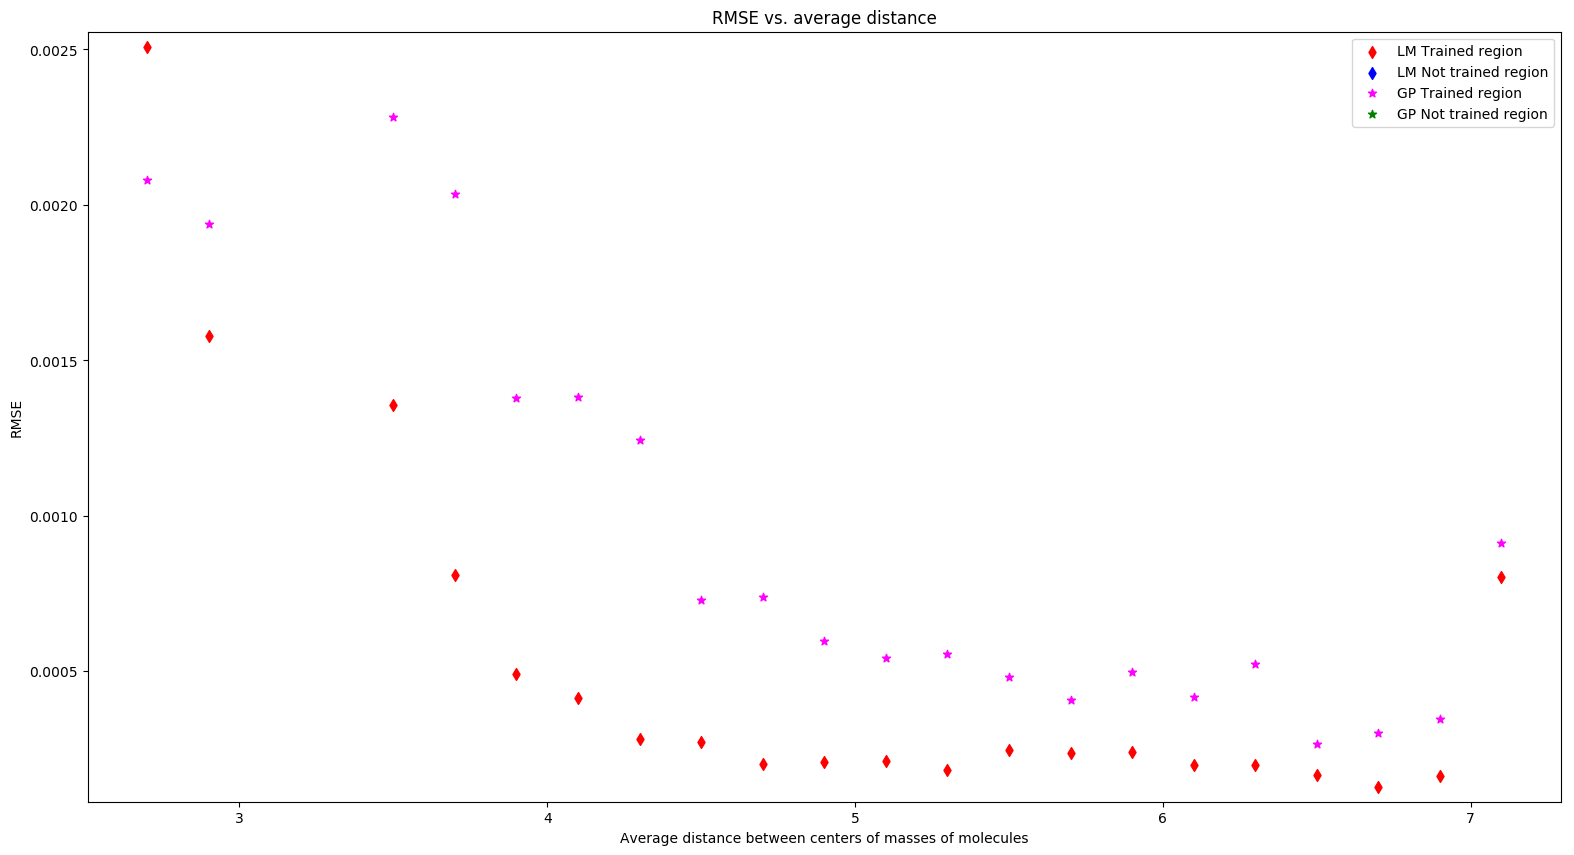 RMSE vs. average distance
LM Trained region
LM Not trained region
GP Trained region
GP Not trained region
0.0025
0.0020
0.0015
0.0010
0.0005
RMSE
3 4 5 6 7
Average distance between centers of masses of molecules